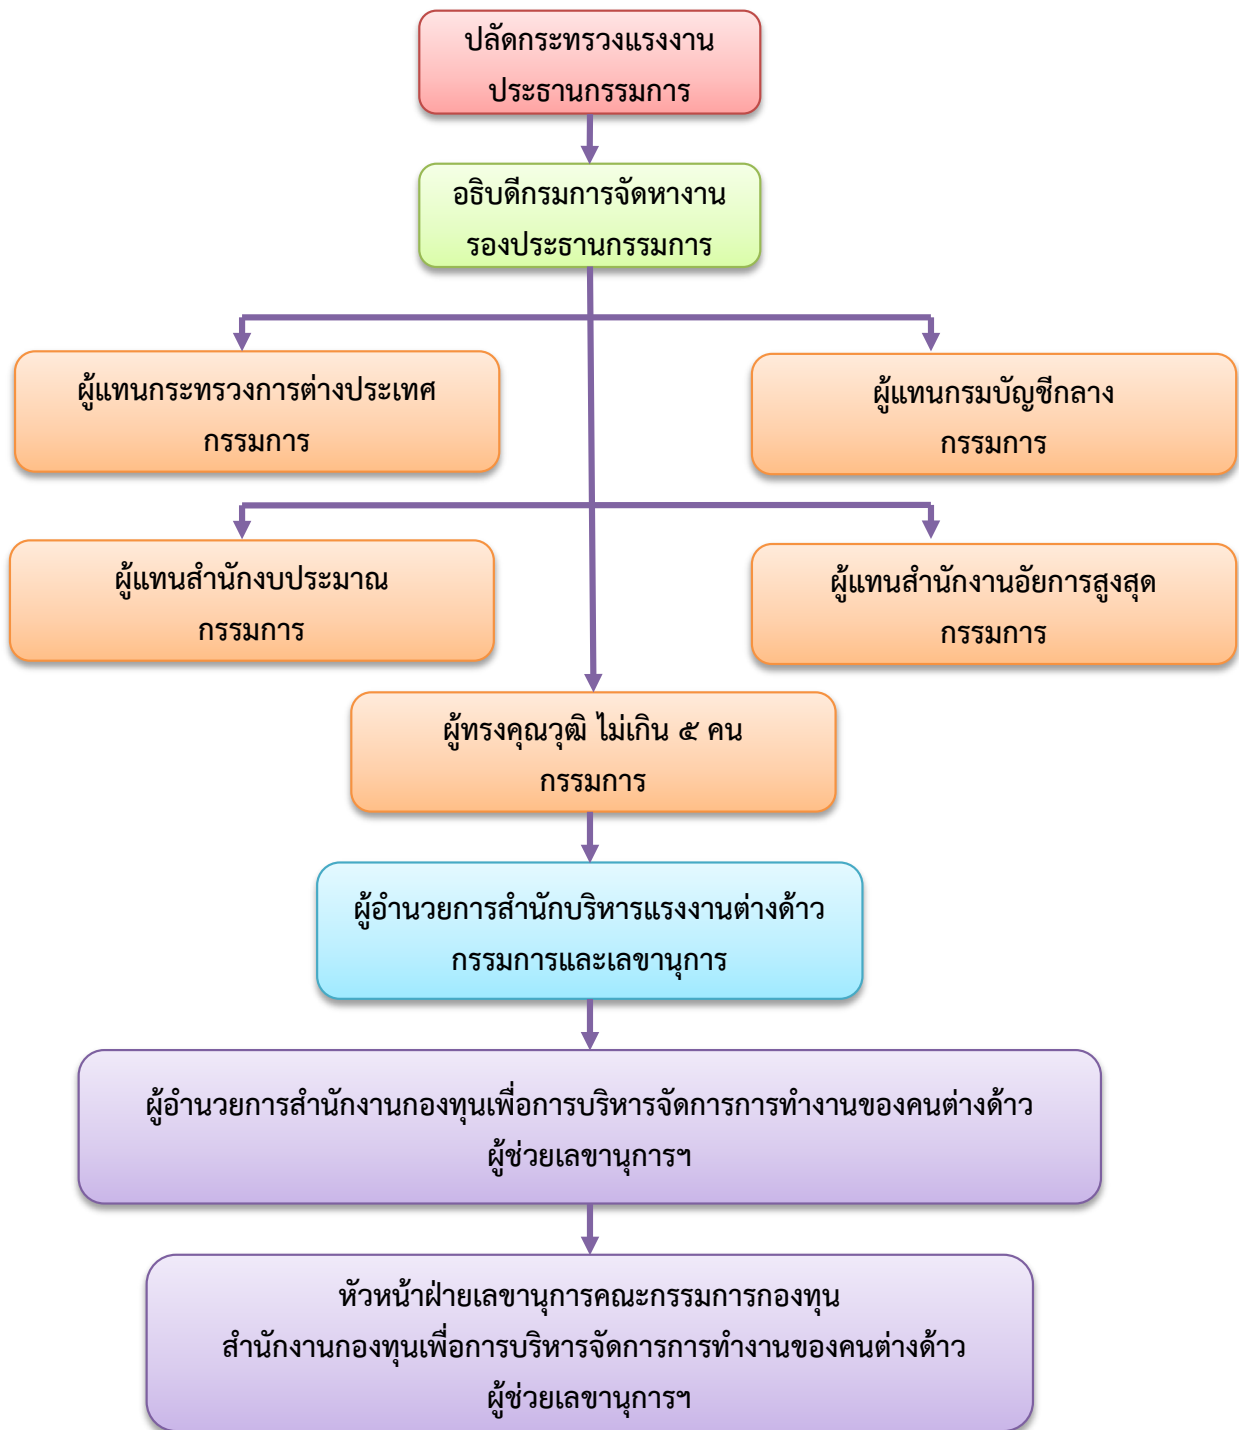 ปลัดกระทรวงแรงงาน
ประธานกรรมการ
อธิบดีกรมการจัดหางาน
รองประธานกรรมการ
ผู้แทนกระทรวงการต่างประเทศ
กรรมการ
ผู้แทนกรมบัญชีกลาง
กรรมการ
ผู้แทนสำนักงบประมาณ
กรรมการ
ผู้แทนสำนักงานอัยการสูงสุด
กรรมการ
ผู้ทรงคุณวุฒิ ไม่เกิน ๕ คน
กรรมการ
ผู้อำนวยการสำนักบริหารแรงงานต่างด้าว
กรรมการและเลขานุการ
ผู้อำนวยการสำนักงานกองทุนเพื่อการบริหารจัดการการทำงานของคนต่างด้าว
ผู้ช่วยเลขานุการฯ
หัวหน้าฝ่ายเลขานุการคณะกรรมการกองทุน
สำนักงานกองทุนเพื่อการบริหารจัดการการทำงานของคนต่างด้าว
ผู้ช่วยเลขานุการฯ